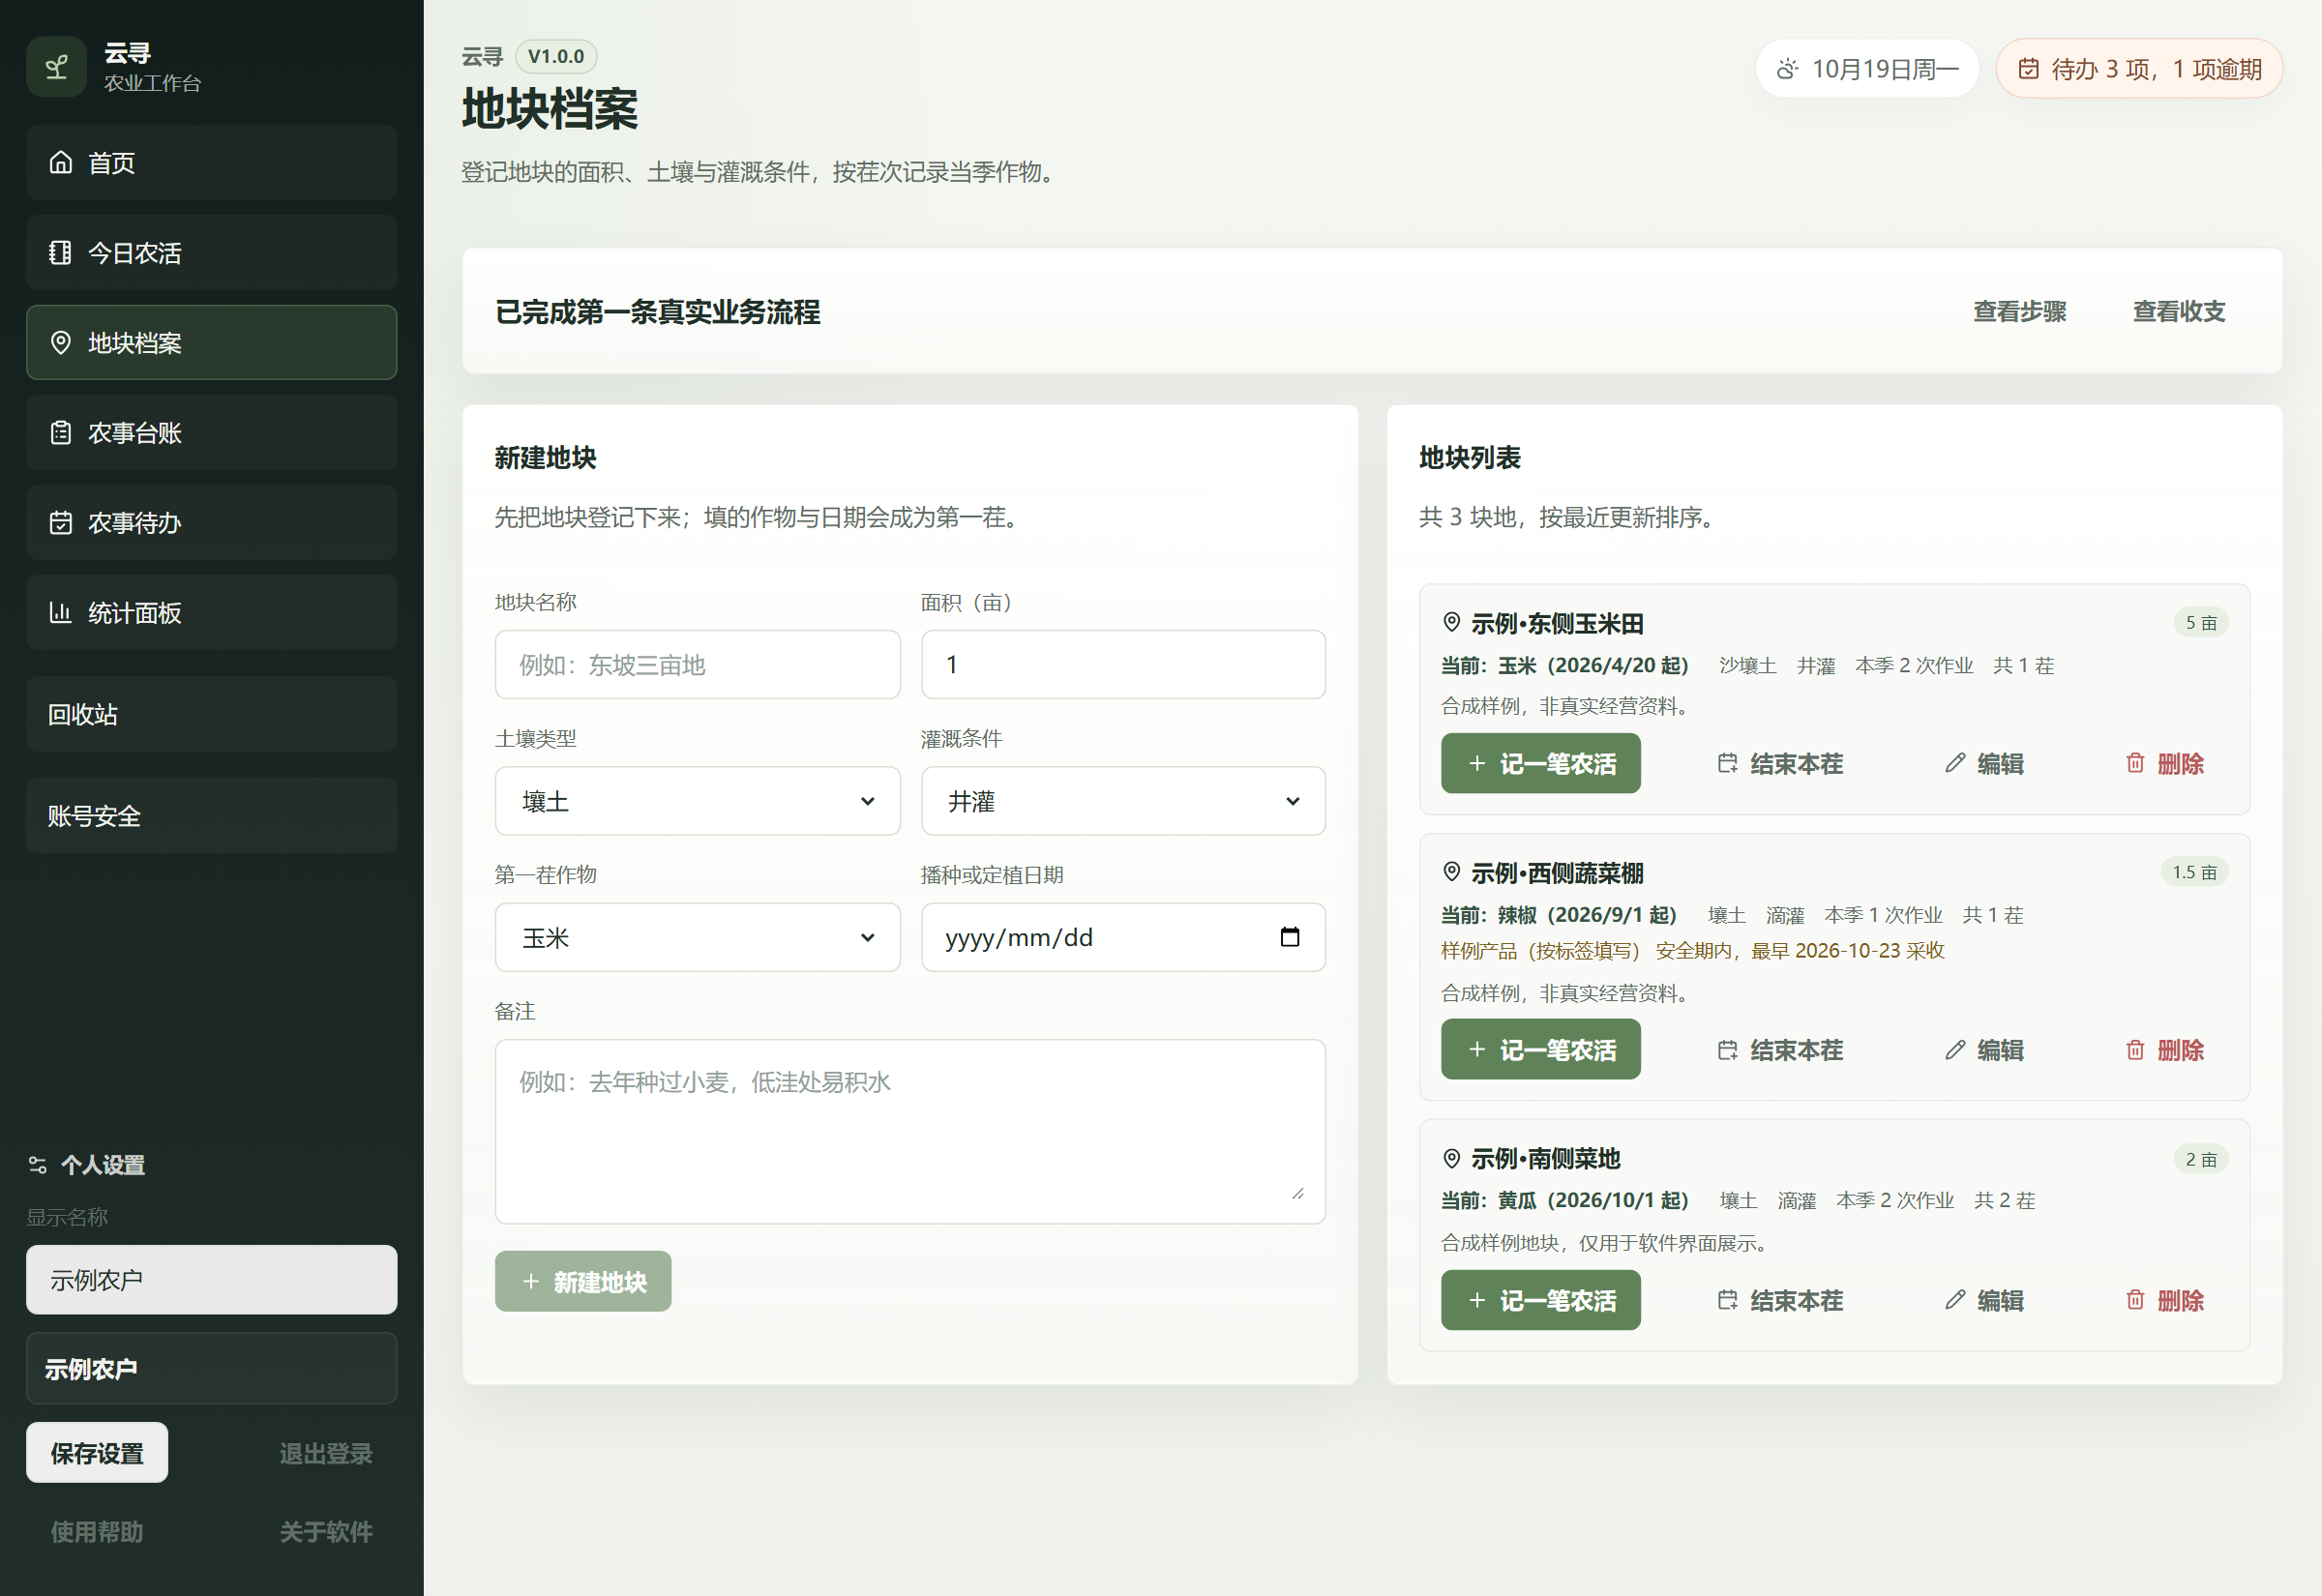 云寻
农业工作台
首页
今日农活
地块档案
农事台账
农事待办
统计面板
回收站
账号安全
个人设置
显示名称
示例农户
示例农户
保存设置 退出登录
使用帮助 关于软件
云寻 V1.0.0
地块档案
登记地块的面积、土壤与灌溉条件，按茬次记录当季作物。
10月19日周一 待办 3 项，1 项逾期
已完成第一条真实业务流程 查看步骤 查看收支
新建地块
先把地块登记下来；填的作物与日期会成为第一茬。
地块名称 面积（亩）
例如：东坡三亩地 1
土壤类型 灌溉条件
壤土 井灌
第一茬作物 播种或定植日期
玉米 yyyy/mm/dd
备注
例如：去年种过小麦，低洼处易积水
新建地块
地块列表
共 3 块地，按最近更新排序。
示例·东侧玉米田 5 亩
当前：玉米（2026/4/20 起） 沙壤土 井灌 本季 2 次作业 共 1 茬
合成样例，非真实经营资料。
记一笔农活 结束本茬 编辑 删除
示例·西侧蔬菜棚 1.5 亩
当前：辣椒（2026/9/1 起） 壤土 滴灌 本季 1 次作业 共 1 茬
样例产品（按标签填写） 安全期内，最早 2026-10-23 采收
合成样例，非真实经营资料。
记一笔农活 结束本茬 编辑 删除
示例·南侧菜地 2 亩
当前：黄瓜（2026/10/1 起） 壤土 滴灌 本季 2 次作业 共 2 茬
合成样例地块，仅用于软件界面展示。
记一笔农活 结束本茬 编辑 删除